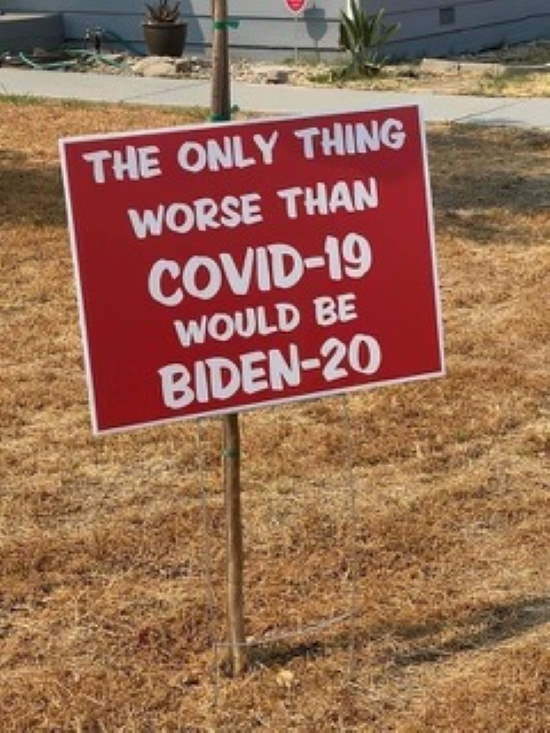 THE ONLY THING
WORSE THAN
COVID-19
WOULD BE
BIDEN-20